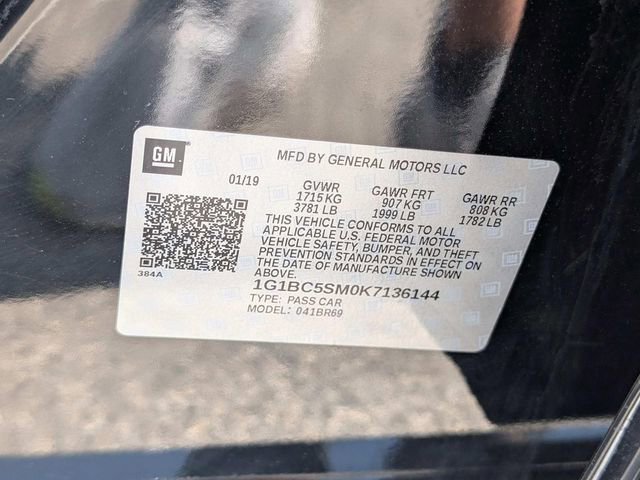 GM
MFD BY GENERAL MOTORS LLC
01/19
GVWR
1715 KG
3781 LB
GAWR FRT
907 KG
1999 LB
GAWR RR
808 KG
1782 LB
THIS VEHICLE CONFORMS TO ALL
APPLICABLE U.S. FEDERAL MOTOR
VEHICLE SAFETY, BUMPER, AND THEFT
PREVENTION STANDARDS IN EFFECT ON
THE DATE OF MANUFACTURE SHOWN
ABOVE.
384A
1G1BC5SM0K7136144
TYPE: PASS CAR
MODEL: 041BR69